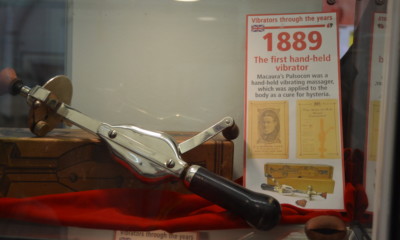 Vibrators through the years
1889
The first hand-held
vibrator
Macaura's Pulsocon was a
hand-held vibrating massager,
which was applied to the
body as a cure for hysteria.